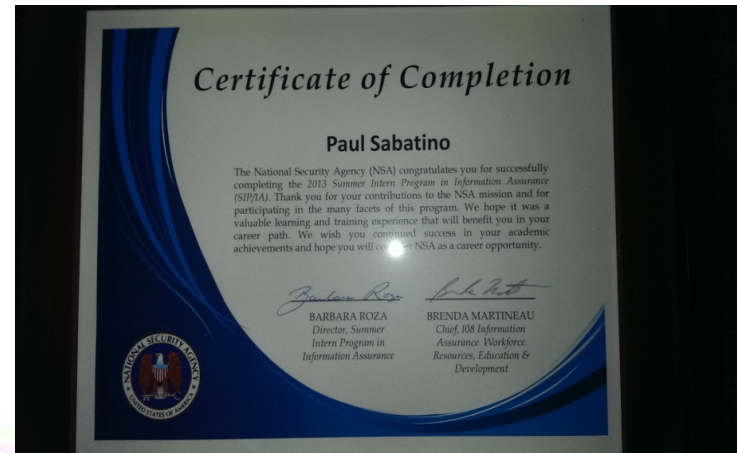 Certificate of Completion
Paul Sabatino
The National Security Agency (NSA) congratulates you for successfully
completing the 2013 Summer Intern Program in Information Assurance
(SIP/IA). Thank you for your contributions to the NSA mission and for
participating in the many facets of this program. We hope it was a
valuable learning and training experience that will benefit you in your
career path. We wish you continued success in your academic
achievements and hope you will NSA as a career opportunity.
Barbara Roza
BARBARA ROZA
Director, Summer
Intern Program in
Information Assurance
BRENDA MARTINEAU
Chief, I08 Information
Assurance Workforce
Resources, Education &
Development
NATIONAL SECURITY AGENCY
UNITED STATES OF AMERICA